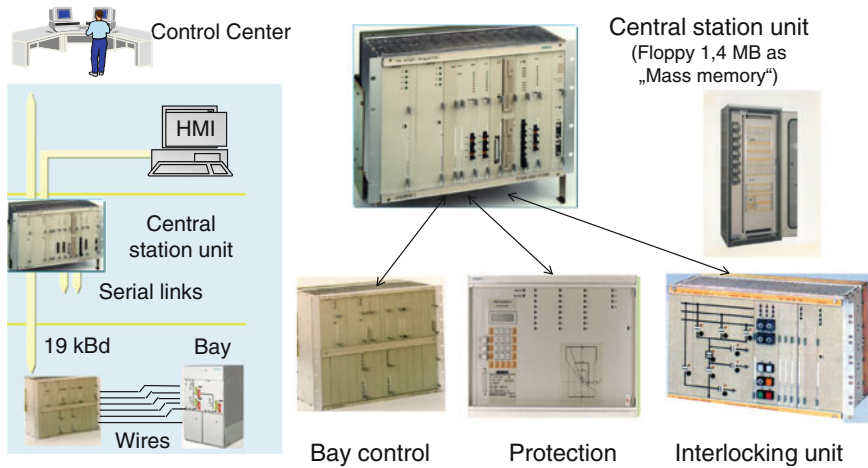 Control Center
HMI
Central
station unit
Serial links
19 kBd
Bay
Wires
Central station unit
(Floppy 1,4 MB as
„Mass memory“)
Bay control
Protection
Interlocking unit